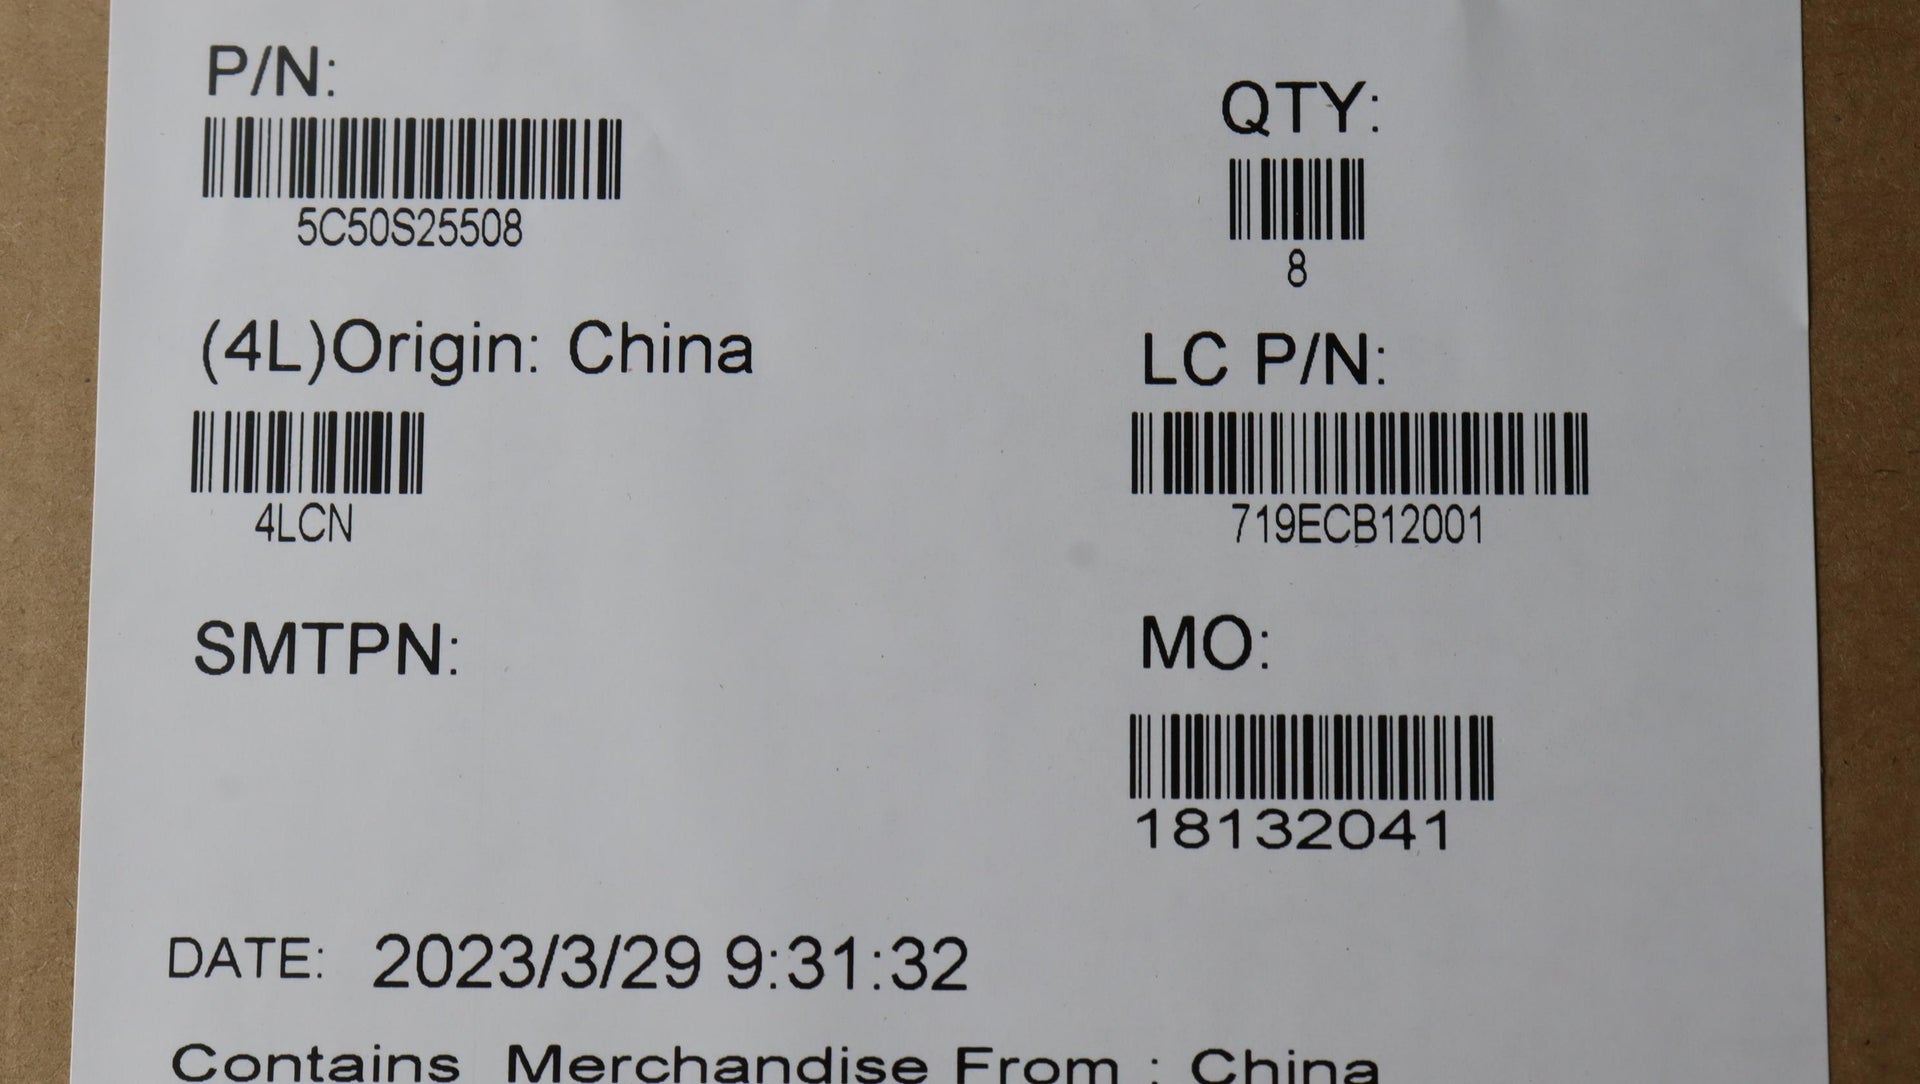 P/N:
5C50S25508
QTY:
8
(4L)Origin: China
4LCN
LC P/N:
719ECB12001
SMTPN:
MO:
18132041
DATE: 2023/3/29 9:31:32
Contains Merchandise From : China